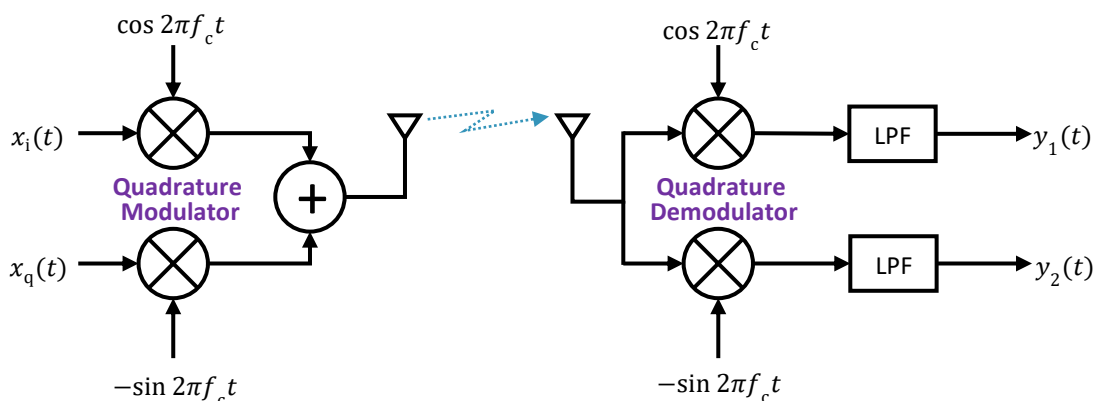 cos 2πf_c t
cos 2πf_c t
x_i(t)
LPF
y_1(t)
Quadrature
Modulator
+
Quadrature
Demodulator
x_q(t)
LPF
y_2(t)
−sin 2πf_c t
−sin 2πf_c t